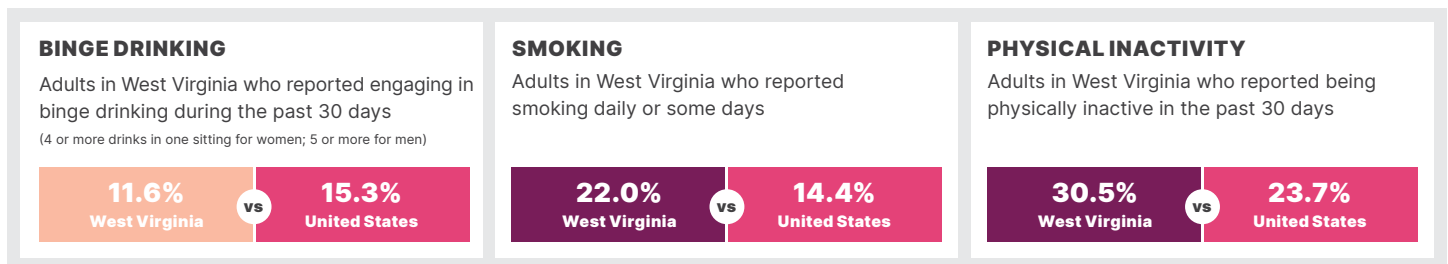 BINGE DRINKING
Adults in West Virginia who reported engaging in
binge drinking during the past 30 days
(4 or more drinks in one sitting for women; 5 or more for men)
11.6%
West Virginia
vs
15.3%
United States
SMOKING
Adults in West Virginia who reported
smoking daily or some days
22.0%
West Virginia
vs
14.4%
United States
PHYSICAL INACTIVITY
Adults in West Virginia who reported being
physically inactive in the past 30 days
30.5%
West Virginia
vs
23.7%
United States